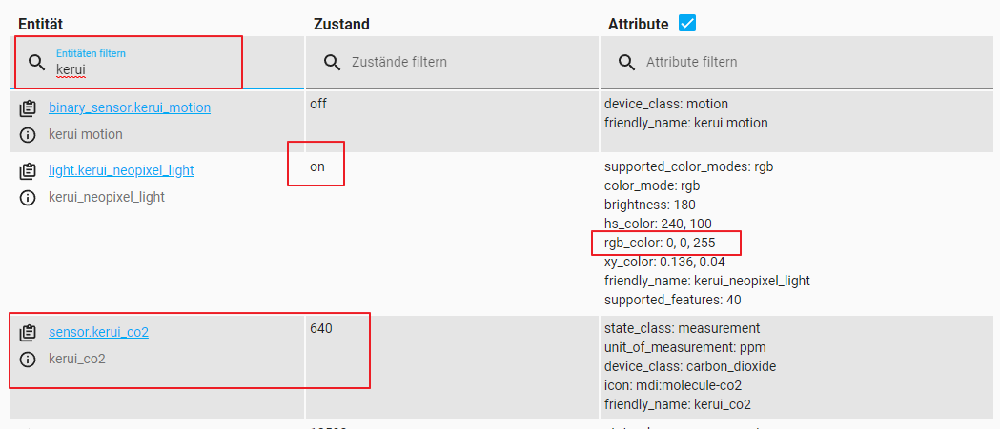 Entität Zustand Attribute
Entitäten filtern
kerui Zustände filtern Attribute filtern
binary_sensor.kerui_motion off device_class: motion
kerui motion friendly_name: kerui motion
light.kerui_neopixel_light on supported_color_modes: rgb
color_mode: rgb
kerui_neopixel_light brightness: 180
hs_color: 240, 100
rgb_color: 0, 0, 255
xy_color: 0.136, 0.04
friendly_name: kerui_neopixel_light
supported_features: 40
sensor.kerui_co2 640 state_class: measurement
unit_of_measurement: ppm
kerui_co2 device_class: carbon_dioxide
icon: mdi:molecule-co2
friendly_name: kerui_co2